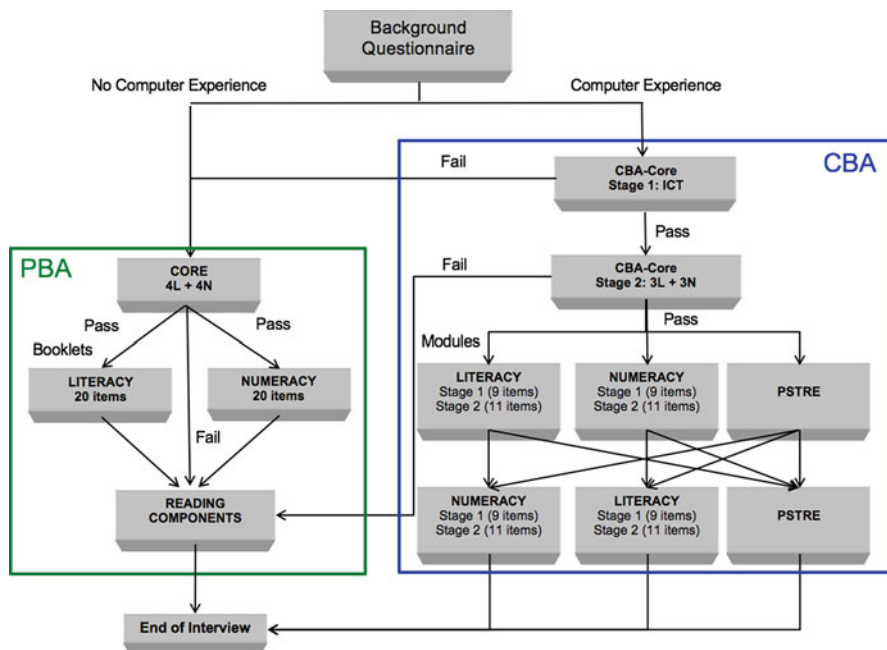 Background
Questionnaire
No Computer Experience
Computer Experience
CBA
Fail
CBA-Core
Stage 1: ICT
Pass
PBA
CORE
4L + 4N
Fail
CBA-Core
Stage 2: 3L + 3N
Pass
Pass
Pass
Booklets
Modules
LITERACY
20 items
NUMERACY
20 items
LITERACY
Stage 1 (9 items)
Stage 2 (11 items)
NUMERACY
Stage 1 (9 items)
Stage 2 (11 items)
PSTRE
Fail
READING
COMPONENTS
NUMERACY
Stage 1 (9 items)
Stage 2 (11 items)
LITERACY
Stage 1 (9 items)
Stage 2 (11 items)
PSTRE
End of Interview